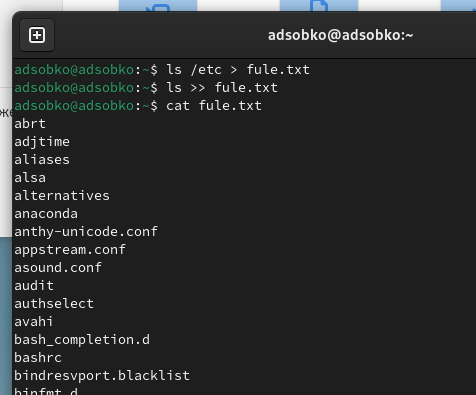 adsobko@adsobko:~
же
adsobko@adsobko:~$ ls /etc > fule.txt
adsobko@adsobko:~$ ls >> fule.txt
adsobko@adsobko:~$ cat fule.txt
abrt
adjtime
aliases
alsa
alternatives
anaconda
anthy-unicode.conf
appstream.conf
asound.conf
audit
authselect
avahi
bash_completion.d
bashrc
bindresvport.blacklist
binfmt.d